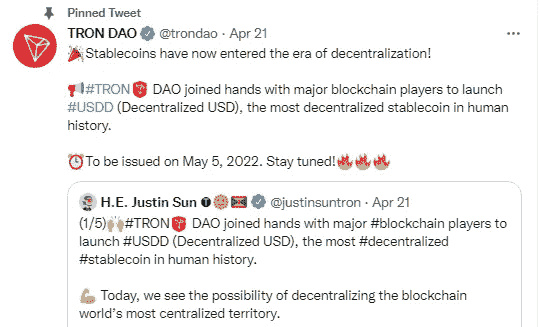 Pinned Tweet
TRON DAO @trondao · Apr 21
🎉Stablecoins have now entered the era of decentralization!
📢#TRON DAO joined hands with major blockchain players to launch
#USDD (Decentralized USD), the most decentralized stablecoin in human
history.
⏰To be issued on May 5, 2022. Stay tuned!🔥🔥🔥
H.E. Justin Sun @justinsuntron · Apr 21
(1/5)🙌🏼#TRON DAO joined hands with major #blockchain players to
launch #USDD (Decentralized USD), the most #decentralized
#stablecoin in human history.
💪🏼 Today, we see the possibility of decentralizing the blockchain
world's most centralized territory.